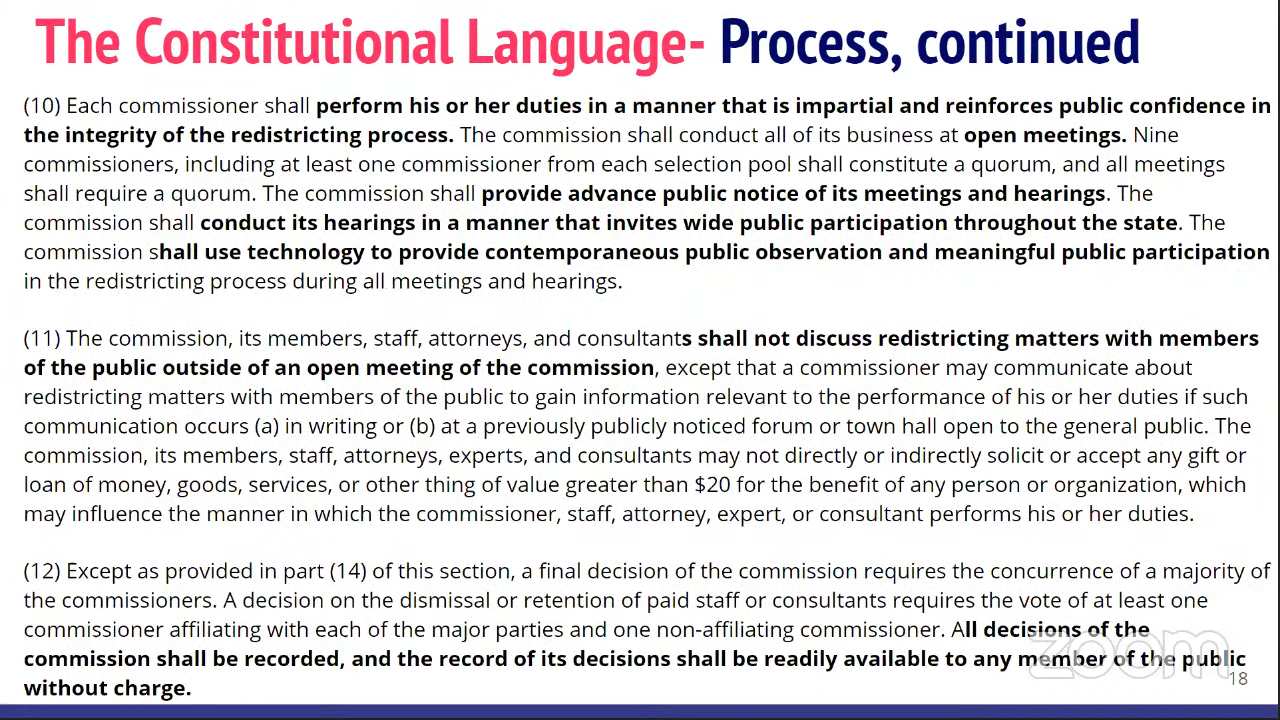 The Constitutional Language- Process, continued
(10) Each commissioner shall perform his or her duties in a manner that is impartial and reinforces public confidence in
the integrity of the redistricting process. The commission shall conduct all of its business at open meetings. Nine
commissioners, including at least one commissioner from each selection pool shall constitute a quorum, and all meetings
shall require a quorum. The commission shall provide advance public notice of its meetings and hearings. The
commission shall conduct its hearings in a manner that invites wide public participation throughout the state. The
commission shall use technology to provide contemporaneous public observation and meaningful public participation
in the redistricting process during all meetings and hearings.
(11) The commission, its members, staff, attorneys, and consultants shall not discuss redistricting matters with members
of the public outside of an open meeting of the commission, except that a commissioner may communicate about
redistricting matters with members of the public to gain information relevant to the performance of his or her duties if such
communication occurs (a) in writing or (b) at a previously publicly noticed forum or town hall open to the general public. The
commission, its members, staff, attorneys, experts, and consultants may not directly or indirectly solicit or accept any gift or
loan of money, goods, services, or other thing of value greater than $20 for the benefit of any person or organization, which
may influence the manner in which the commissioner, staff, attorney, expert, or consultant performs his or her duties.
(12) Except as provided in part (14) of this section, a final decision of the commission requires the concurrence of a majority of
the commissioners. A decision on the dismissal or retention of paid staff or consultants requires the vote of at least one
commissioner affiliating with each of the major parties and one non-affiliating commissioner. All decisions of the
commission shall be recorded, and the record of its decisions shall be readily available to any member of the public
without charge.
zoom
18